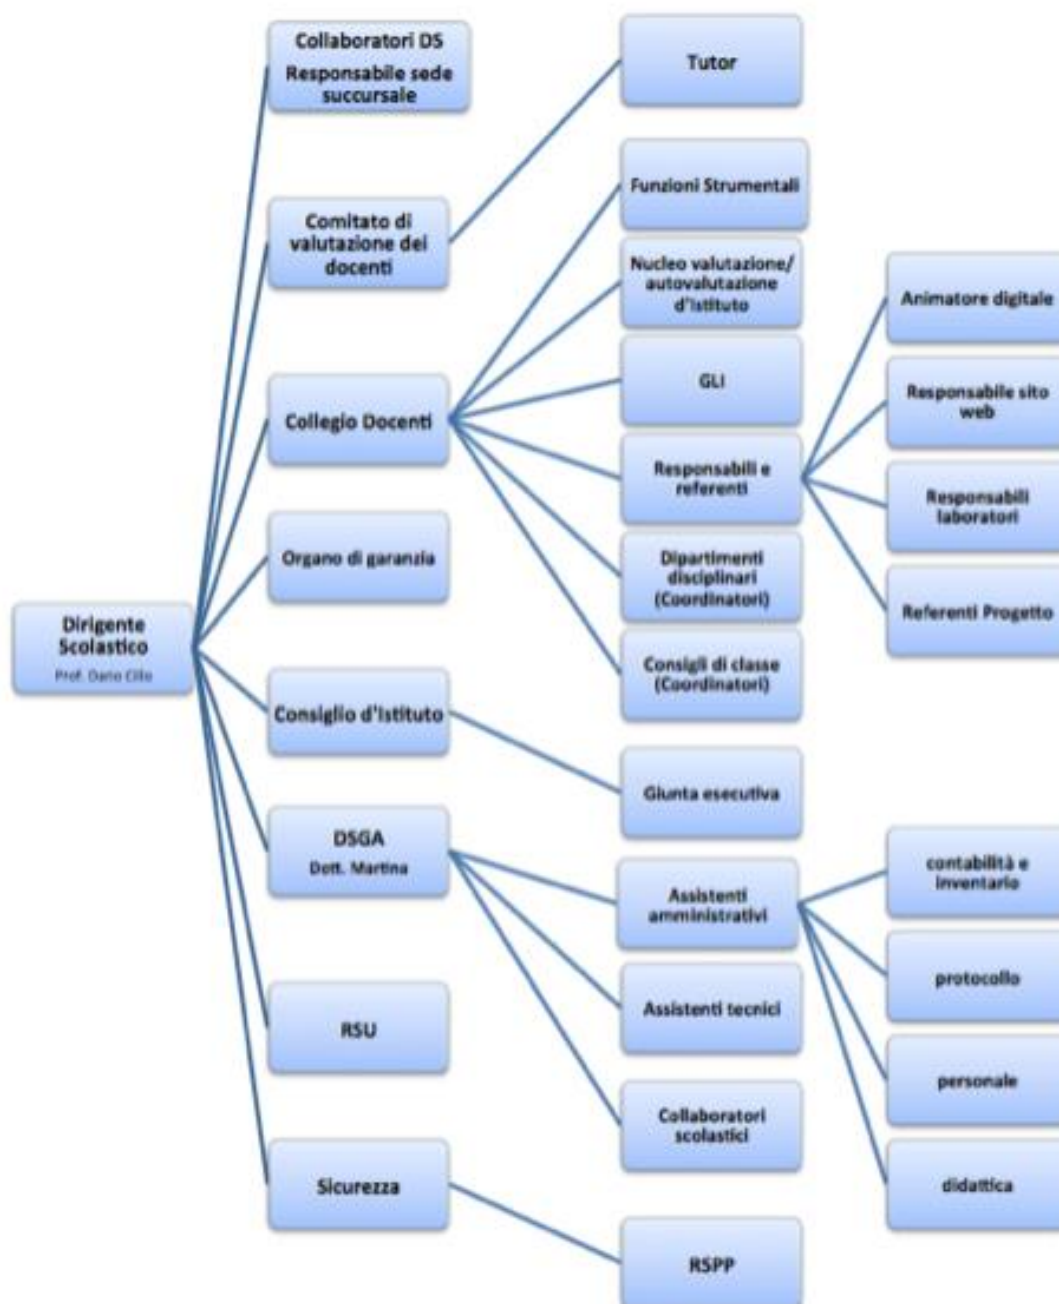 Collaboratori DS
Responsabile sede
succursale
Tutor
Comitato di
valutazione dei
docenti
Funzioni Strumentali
Nucleo valutazione/
autovalutazione
d'Istituto
Animatore digitale
GLI
Responsabile sito
web
Collegio Docenti
Responsabili e
referenti
Responsabili
laboratori
Organo di garanzia
Dipartimenti
disciplinari
(Coordinatori)
Referenti Progetto
Dirigente
Scolastico
Prof. Dario Cillo
Consigli di classe
(Coordinatori)
Consiglio d'Istituto
Giunta esecutiva
DSGA
Dott. Martina
Assistenti
amministrativi
contabilità e
inventario
protocollo
Assistenti tecnici
RSU
personale
Collaboratori
scolastici
Sicurezza
didattica
RSPP